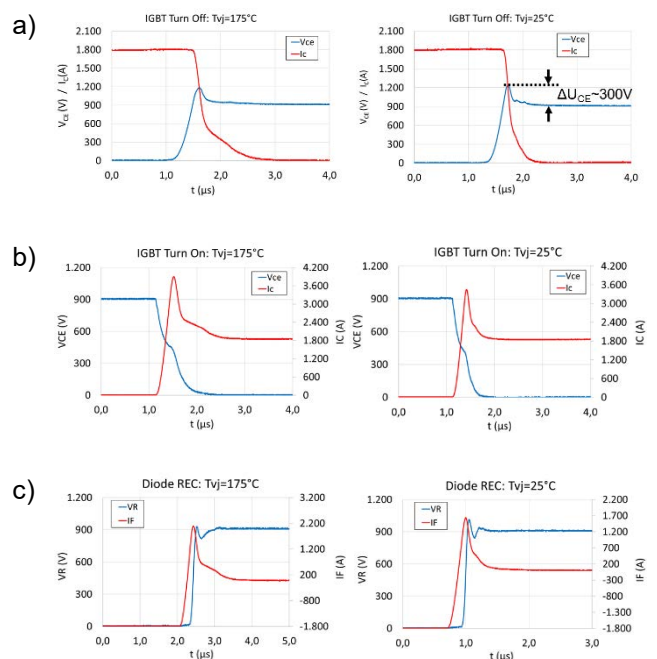 a)
IGBT Turn Off: Tvj=175°C
V_CE (V) / I_C(A)
2.100
1.800
1.500
1.200
900
600
300
0
Vce
Ic
0,0 1,0 2,0 3,0 4,0
t (µs)
IGBT Turn Off: Tvj=25°C
V_CE (V) / I_C(A)
2.100
1.800
1.500
1.200
900
600
300
0
Vce
Ic
ΔU_CE~300V
0,0 1,0 2,0 3,0 4,0
t (µs)
b)
IGBT Turn On: Tvj=175°C
VCE (V)
1.200
900
600
300
0
Vce
Ic
4.200
3.600
3.000
2.400
1.800
1.200
600
0
IC (A)
0,0 1,0 2,0 3,0 4,0
t (µs)
IGBT Turn On: Tvj=25°C
VCE (V)
1.200
900
600
300
0
Vce
Ic
4.200
3.600
3.000
2.400
1.800
1.200
600
0
IC (A)
0,0 1,0 2,0 3,0 4,0
t (µs)
c)
Diode REC: Tvj=175°C
VR (V)
1.200
900
600
300
0
VR
IF
3.200
2.200
1.200
200
-800
-1.800
IF (A)
0,0 1,0 2,0 3,0 4,0 5,0
t (µs)
Diode REC: Tvj=25°C
VR (V)
1.200
900
600
300
0
VR
IF
2.200
1.700
1.200
700
200
-300
-800
-1.300
-1.800
IF (A)
0,0 1,0 2,0 3,0
t (µs)